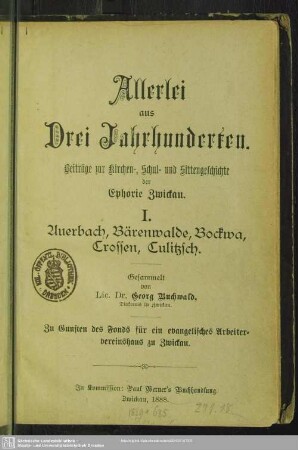 Allerlei
aus
Drei Jahrhunderten.
Beiträge zur Kirchen-, Schul- und Sittengeschichte
der
Ephorie Zwickau.
I.
Auerbach, Bärenwalde, Bockwa,
Crossen, Culitzsch.
Gesammelt
von
Lic. Dr. Georg Buchwald,
Diakonus in Zwickau.
Zu Gunsten des Fonds für ein evangelisches Arbeiter-
vereinshaus zu Zwickau.
In Kommission: Paul Werner's Buchhandlung
Zwickau, 1888.